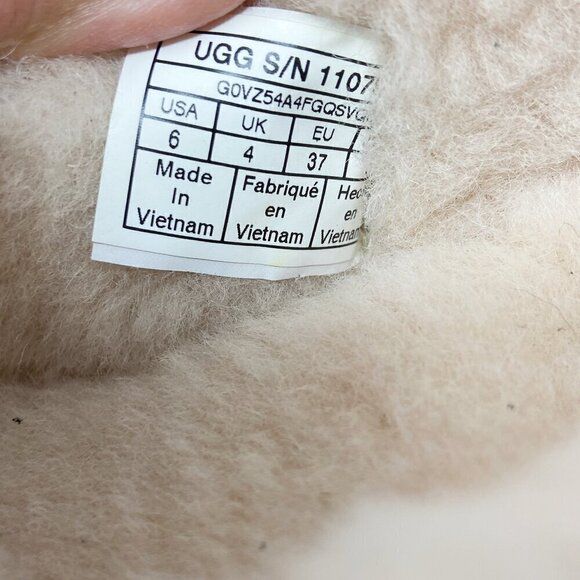 UGG S/N 1107
USA UK EU
6 4 37
Made Fabriqué
In en en
Vietnam Vietnam